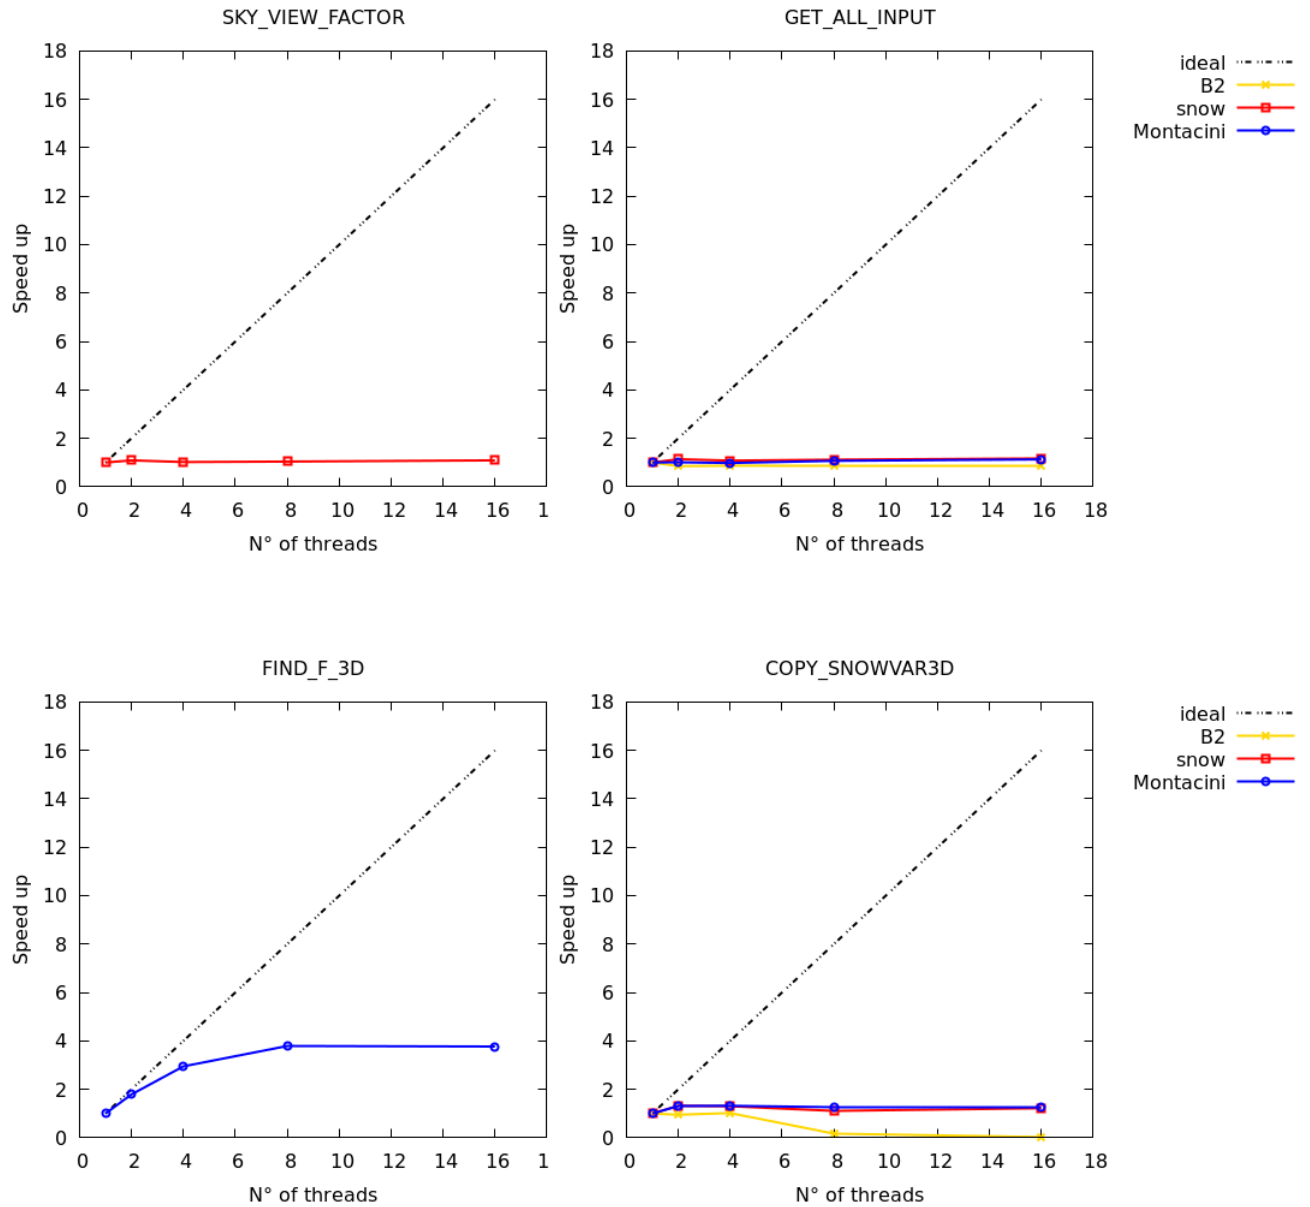 SKY_VIEW_FACTOR
18
16
14
12
10
8
6
4
2
0
Speed up
0 2 4 6 8 10 12 14 16 1
N° of threads
GET_ALL_INPUT
18
16
14
12
10
8
6
4
2
0
Speed up
0 2 4 6 8 10 12 14 16 18
N° of threads
ideal
B2
snow
Montacini
FIND_F_3D
18
16
14
12
10
8
6
4
2
0
Speed up
0 2 4 6 8 10 12 14 16 1
N° of threads
COPY_SNOWVAR3D
18
16
14
12
10
8
6
4
2
0
Speed up
0 2 4 6 8 10 12 14 16 18
N° of threads
ideal
B2
snow
Montacini